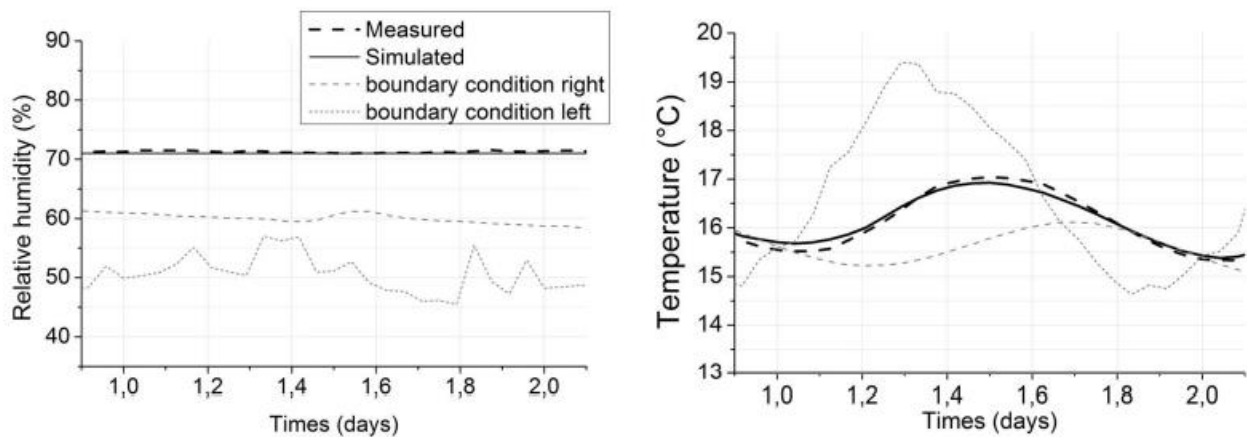 Measured
Simulated
boundary condition right
boundary condition left
Relative humidity (%)
90
80
70
60
50
40
1,0 1,2 1,4 1,6 1,8 2,0
Times (days)
Temperature (°C)
20
19
18
17
16
15
14
13
1,0 1,2 1,4 1,6 1,8 2,0
Times (days)